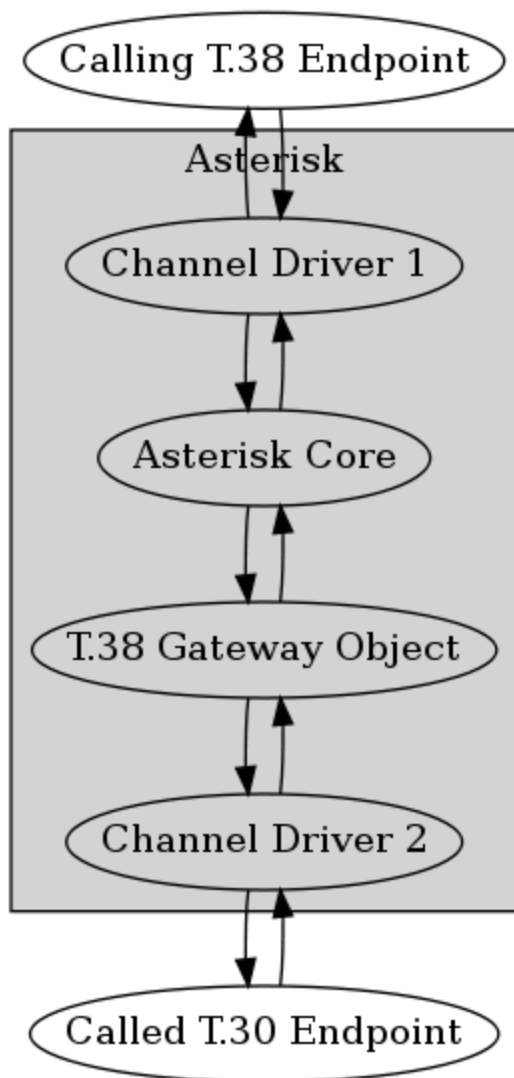 Calling T.38 Endpoint
Asterisk
Channel Driver 1
Asterisk Core
T.38 Gateway Object
Channel Driver 2
Called T.30 Endpoint